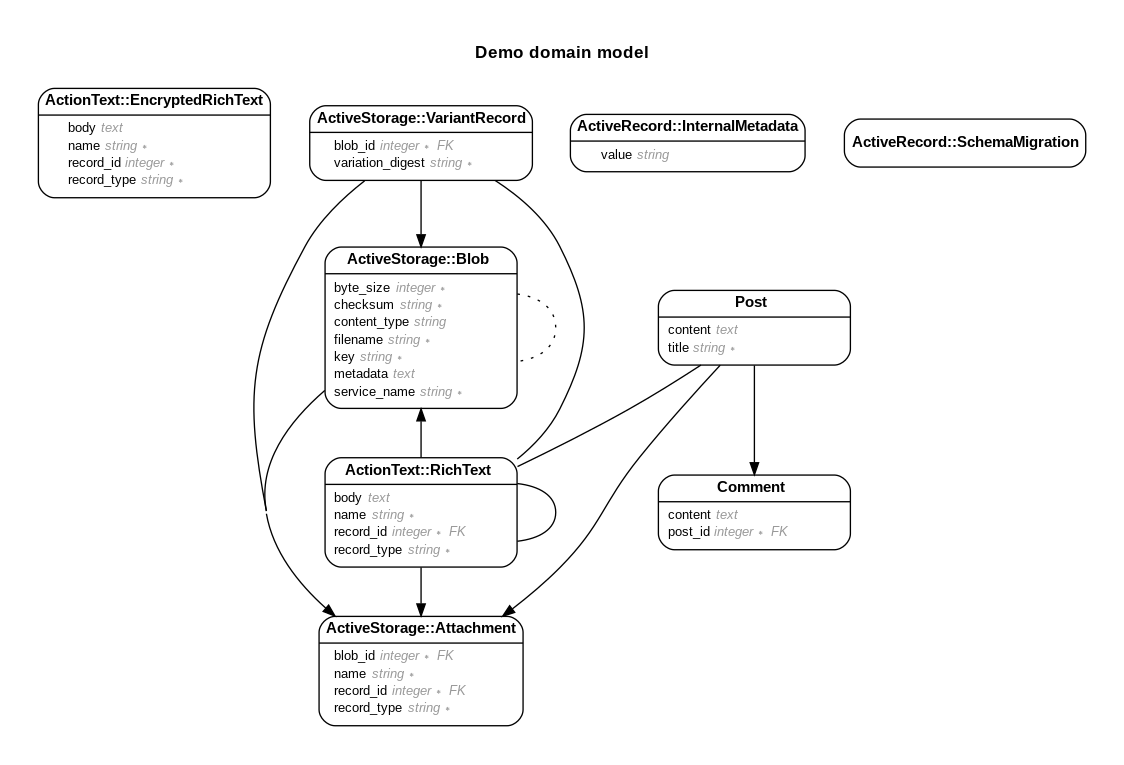 Demo domain model
ActionText::EncryptedRichText
body text
name string *
record_id integer *
record_type string *
ActiveStorage::VariantRecord
blob_id integer * FK
variation_digest string *
ActiveRecord::InternalMetadata
value string
ActiveRecord::SchemaMigration
ActiveStorage::Blob
byte_size integer *
checksum string *
content_type string
filename string *
key string *
metadata text
service_name string *
Post
content text
title string *
ActionText::RichText
body text
name string *
record_id integer * FK
record_type string *
Comment
content text
post_id integer * FK
ActiveStorage::Attachment
blob_id integer * FK
name string *
record_id integer * FK
record_type string *